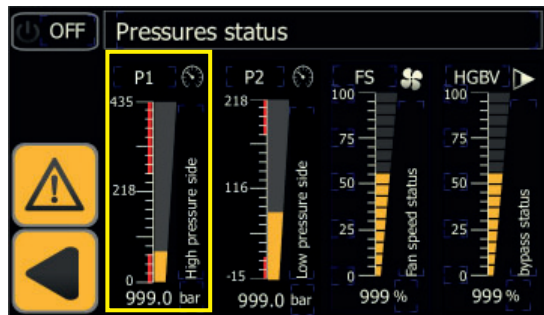 OFF
Pressures status
P1
435
218
0
High pressure side
999.0 bar
P2
218
116
-15
Low pressure side
999.0 bar
FS
100
75
50
25
0
Fan speed status
999 %
HGBV
100
75
50
25
0
bypass status
999 %